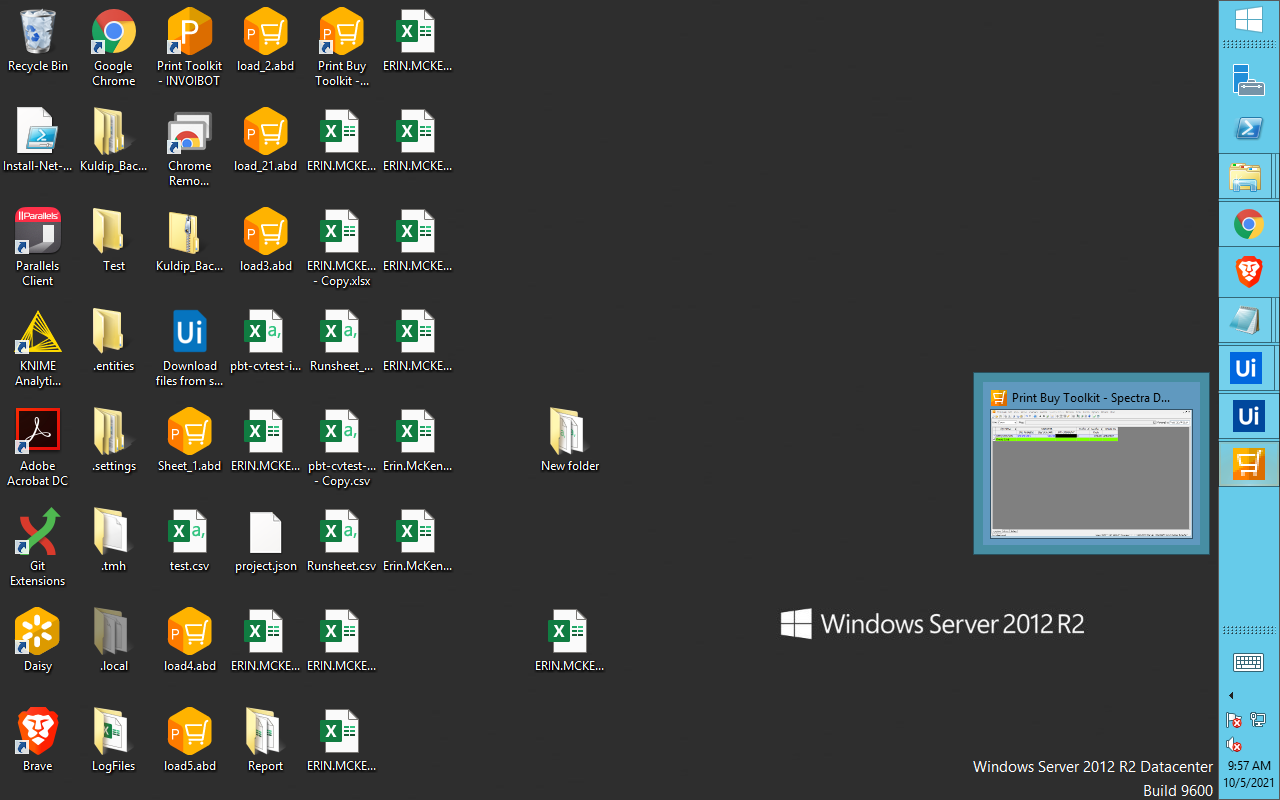 Recycle Bin
Google
Chrome
Print Toolkit
- INVOIBOT
load_2.abd
Print Buy
Toolkit -...
ERIN.MCKE...
Install-Net-...
Kuldip_Bac...
Chrome
Remo...
load_21.abd
ERIN.MCKE...
ERIN.MCKE...
Parallels
Parallels
Client
Test
Kuldip_Bac...
load3.abd
ERIN.MCKE...
- Copy.xlsx
ERIN.MCKE...
KNIME
Analyti...
.entities
Ui
Download
files from s...
pbt-cvtest-i...
Runsheet_...
ERIN.MCKE...
Adobe
Acrobat DC
.settings
Sheet_1.abd
ERIN.MCKE...
pbt-cvtest-...
- Copy.csv
Erin.McKen...
New folder
Print Buy Toolkit - Spectra D...
Git
Extensions
.tmh
test.csv
project.json
Runsheet.csv
Erin.McKen...
Daisy
.local
load4.abd
ERIN.MCKE...
ERIN.MCKE...
ERIN.MCKE...
Windows Server 2012 R2
Brave
LogFiles
load5.abd
Report
ERIN.MCKE...
Windows Server 2012 R2 Datacenter
Build 9600
Ui
Ui
9:57 AM
10/5/2021